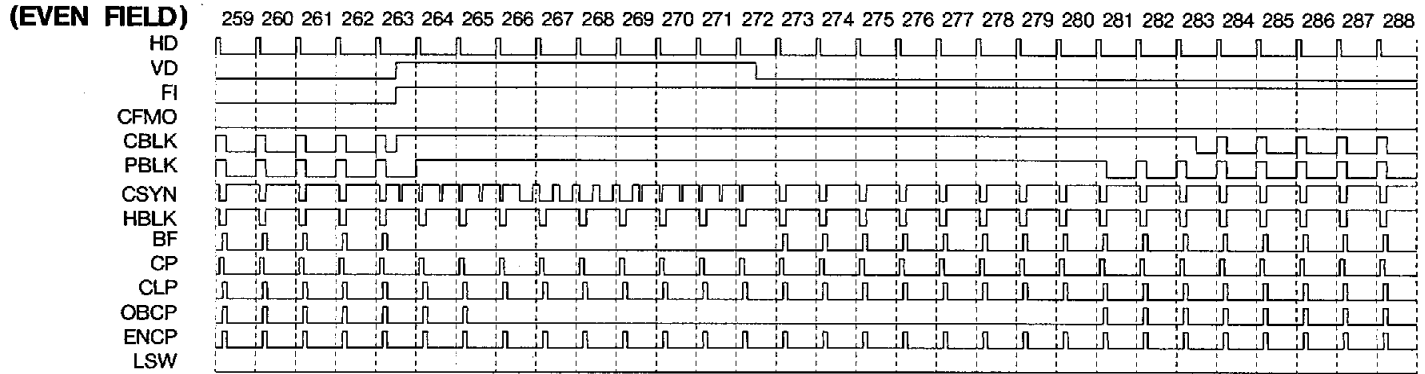 (EVEN FIELD) 259 260 261 262 263 264 265 266 267 268 269 270 271 272 273 274 275 276 277 278 279 280 281 282 283 284 285 286 287 288
HD
VD
FI
CFMO
CBLK
PBLK
CSYN
HBLK
BF
CP
CLP
OBCP
ENCP
LSW